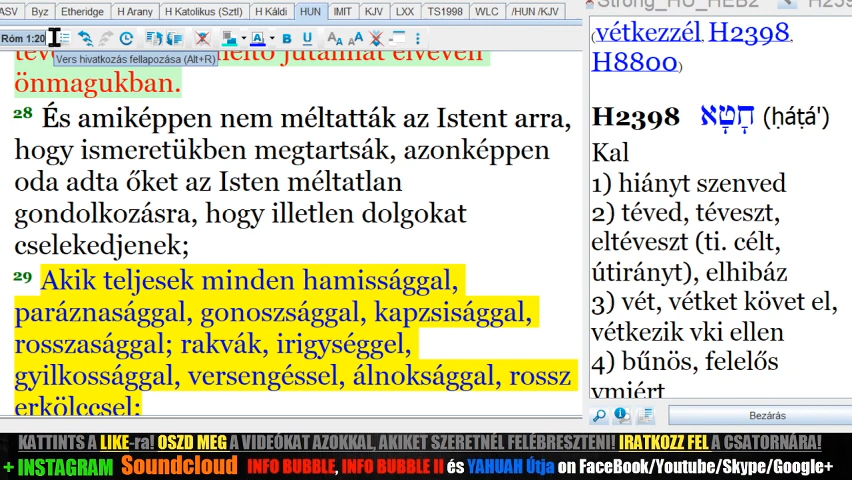 ASV Byz Etheridge H Arany H Katolikus (Sztl) H Káldi HUN IMIT KJV LXX TS1998 WLC /HUN /KJV
Róm 1:20
Vers hivatkozás fellapozása (Alt+R)
önmagukban.
28 És amiképpen nem méltatták az Istent arra,
hogy ismeretükben megtartsák, azonképpen
oda adta őket az Isten méltatlan
gondolkozásra, hogy illetlen dolgokat
cselekedjenek;
29 Akik teljesek minden hamissággal,
paráznasággal, gonoszsággal, kapzsisággal,
rosszasággal; rakvák, irigységgel,
gyilkossággal, versengéssel, álnoksággal, rossz
erkölccsel;
Strong_HU_HEB2
(vétkezzél, H2398,
H8800)
H2398 חָטָא (ḥáṭá')
Kal
1) hiányt szenved
2) téved, téveszt,
eltéveszt (ti. célt,
útirányt), elhibáz
3) vét, vétket követ el,
vétkezik vki ellen
4) bűnös, felelős
vmiért
Bezárás
KATTINTS A LIKE-ra! OSZD MEG A VIDEÓKAT AZOKKAL, AKIKET SZERETNÉL FELÉBRESZTENI! IRATKOZZ FEL A CSATORNÁRA!
+ INSTAGRAM Soundcloud INFO BUBBLE, INFO BUBBLE II és YAHUAH Útja on FaceBook/Youtube/Skype/Google+